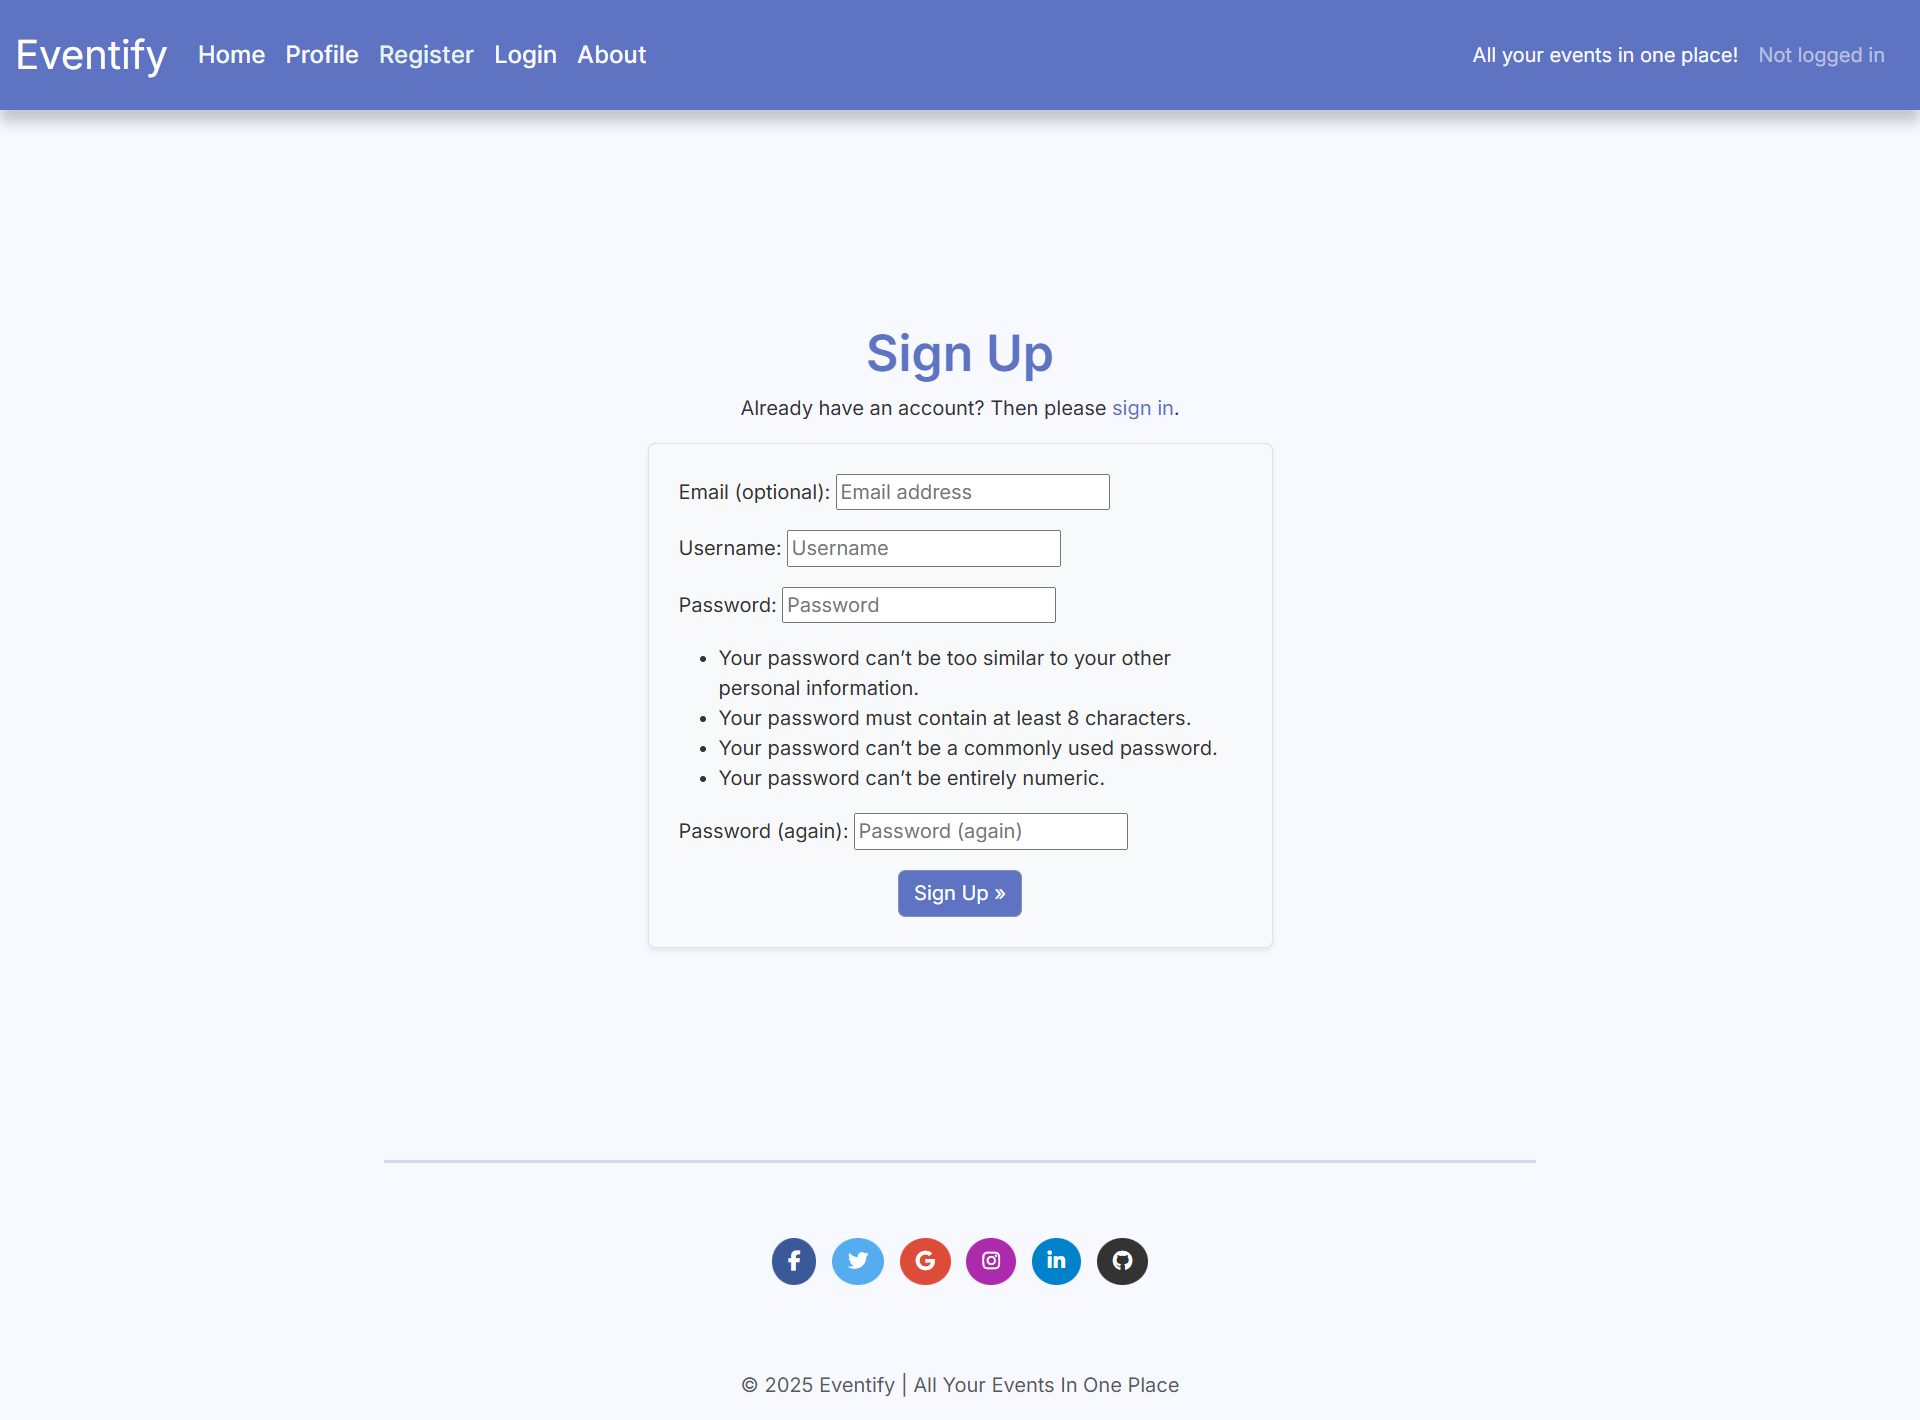 Eventify Home Profile Register Login About All your events in one place! Not logged in
Sign Up
Already have an account? Then please sign in.
Email (optional): Email address
Username: Username
Password: Password
• Your password can’t be too similar to your other
personal information.
• Your password must contain at least 8 characters.
• Your password can’t be a commonly used password.
• Your password can’t be entirely numeric.
Password (again): Password (again)
Sign Up »
© 2025 Eventify | All Your Events In One Place